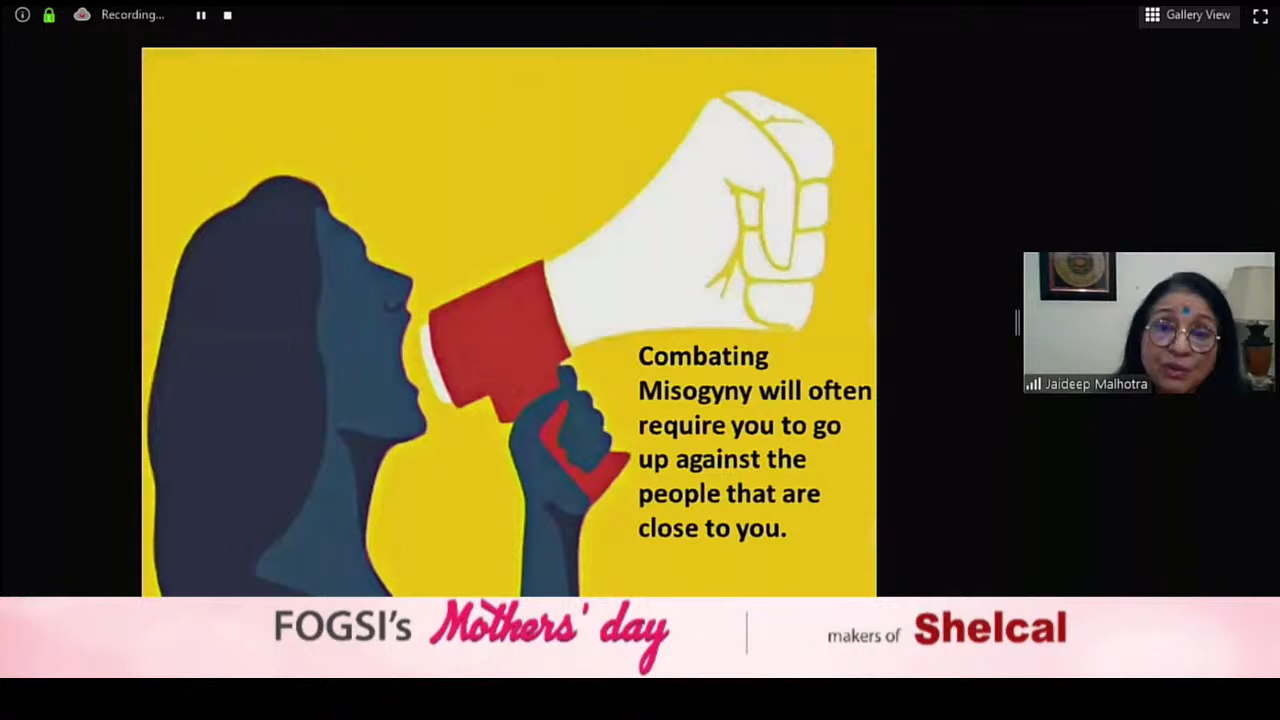 Recording...
Gallery View
Combating
Misogyny will often
require you to go
up against the
people that are
close to you.
Jaideep Malhotra
FOGSI's Mothers' day
makers of Shelcal